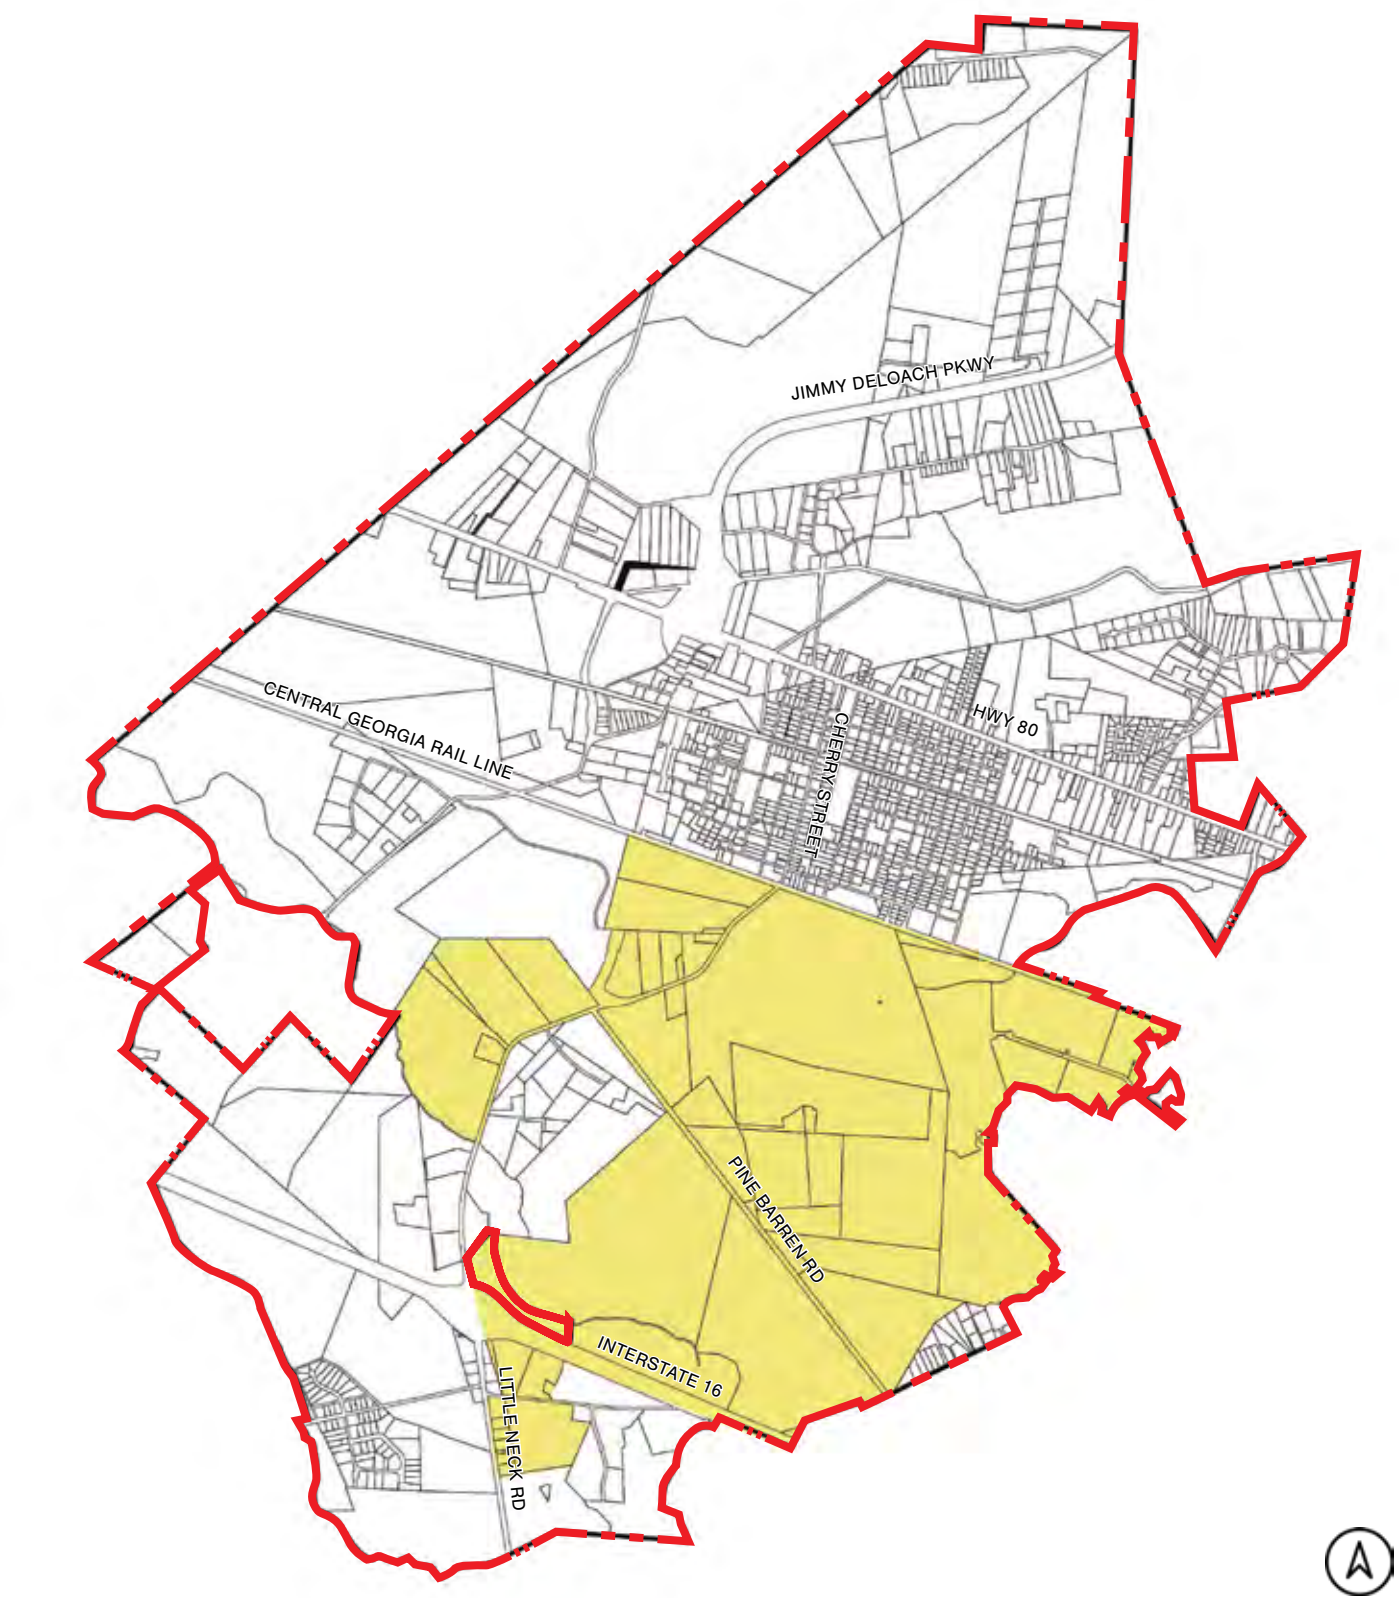 JIMMY DELOACH PKWY
CENTRAL GEORGIA RAIL LINE
HWY 80
CHERRY STREET
PINE BARREN RD
INTERSTATE 16
LITTLE NECK RD